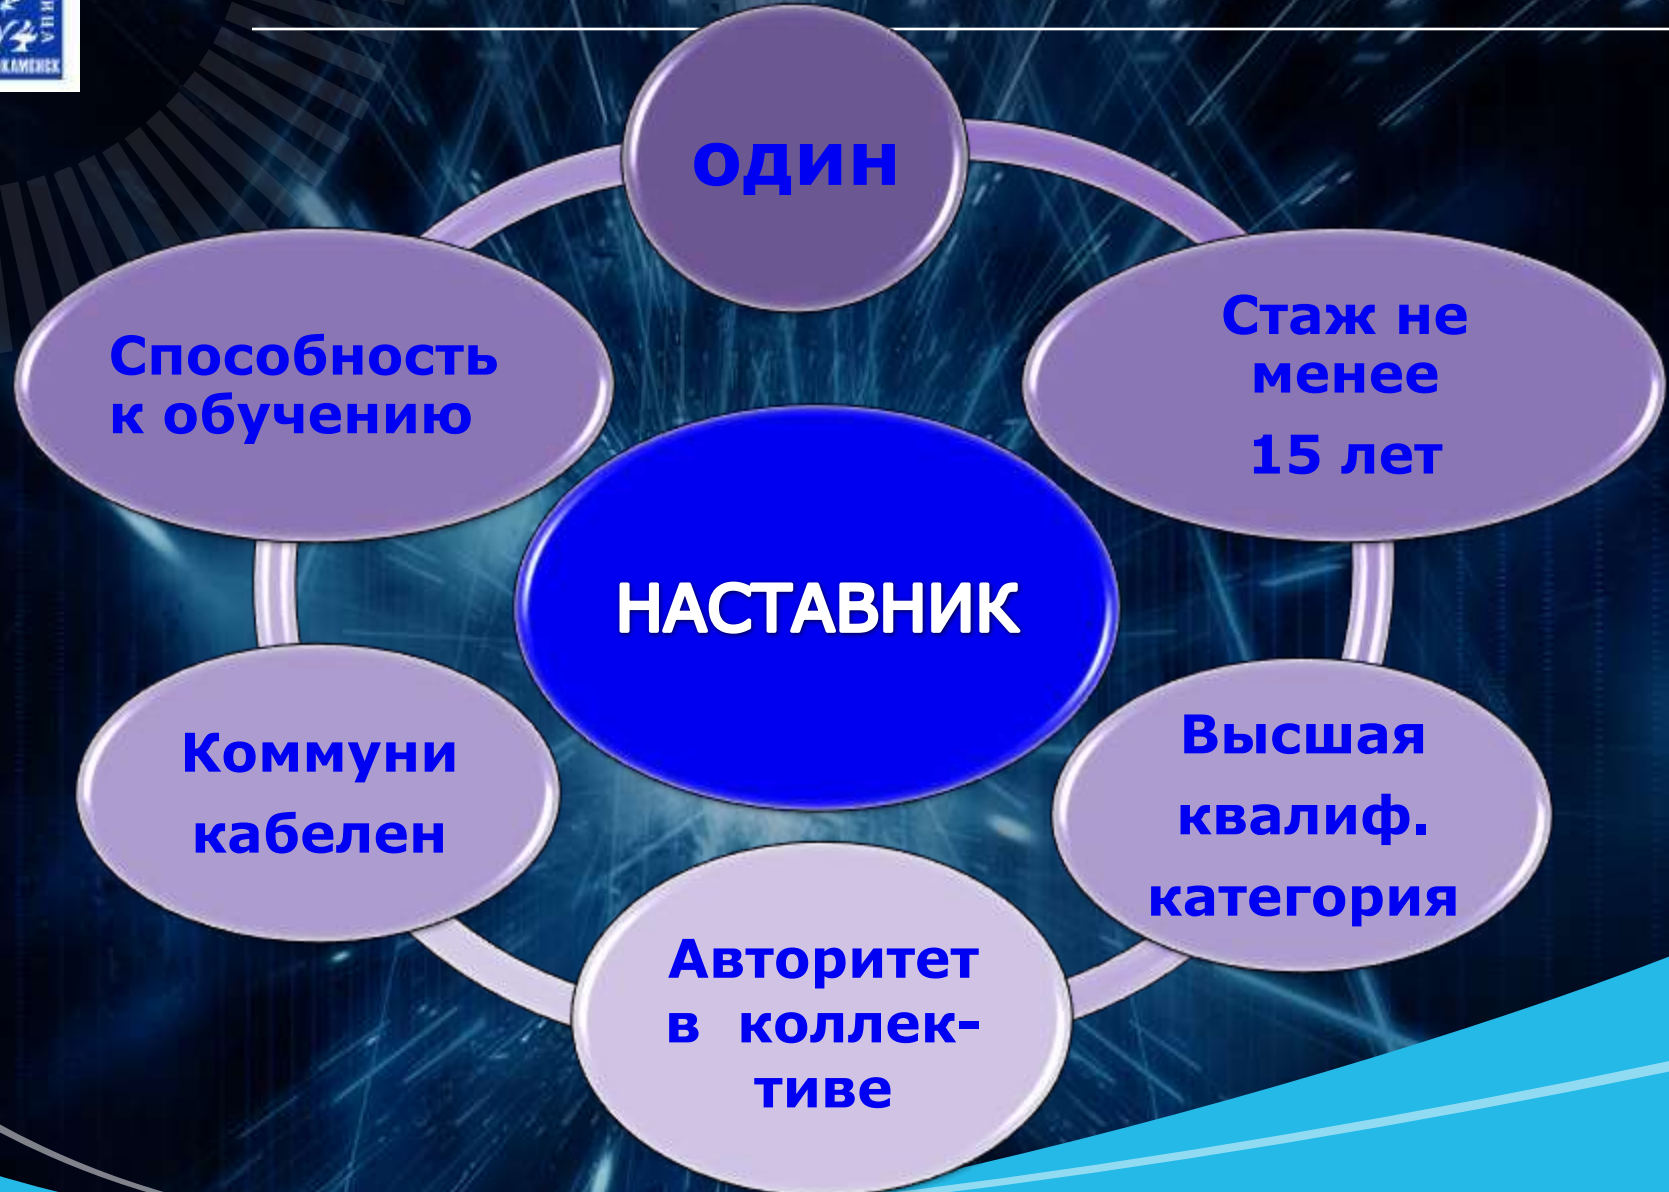 один
Стаж не
менее
15 лет
Способность
к обучению
НАСТАВНИК
Высшая
квалиф.
категория
Коммуни
кабелен
Авторитет
в коллек-
тиве